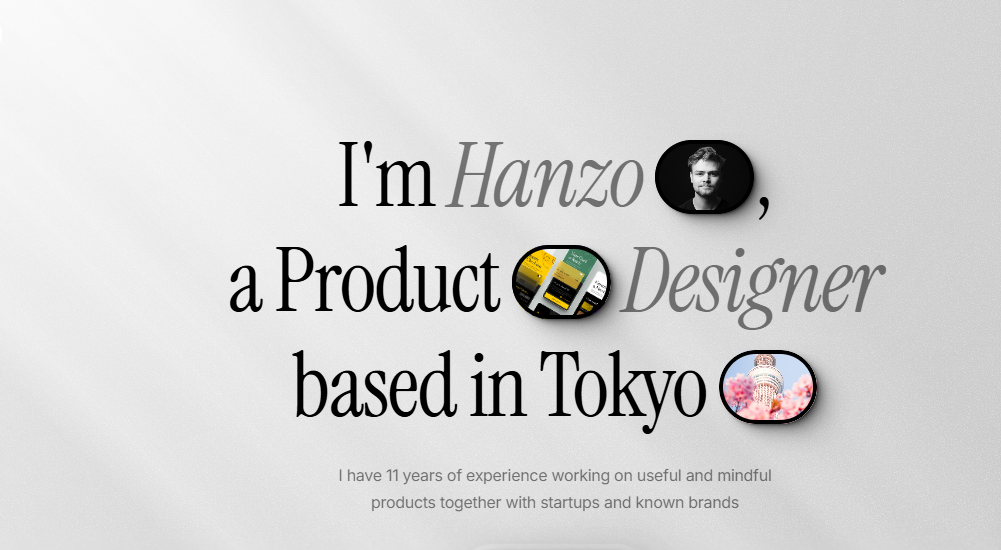 I'm Hanzo ,
a Product Designer
based in Tokyo
I have 11 years of experience working on useful and mindful
products together with startups and known brands